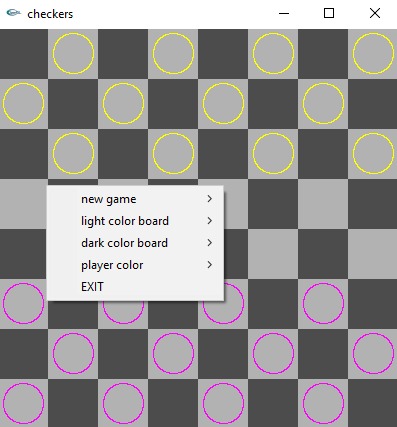 checkers
new game
light color board
dark color board
player color
EXIT